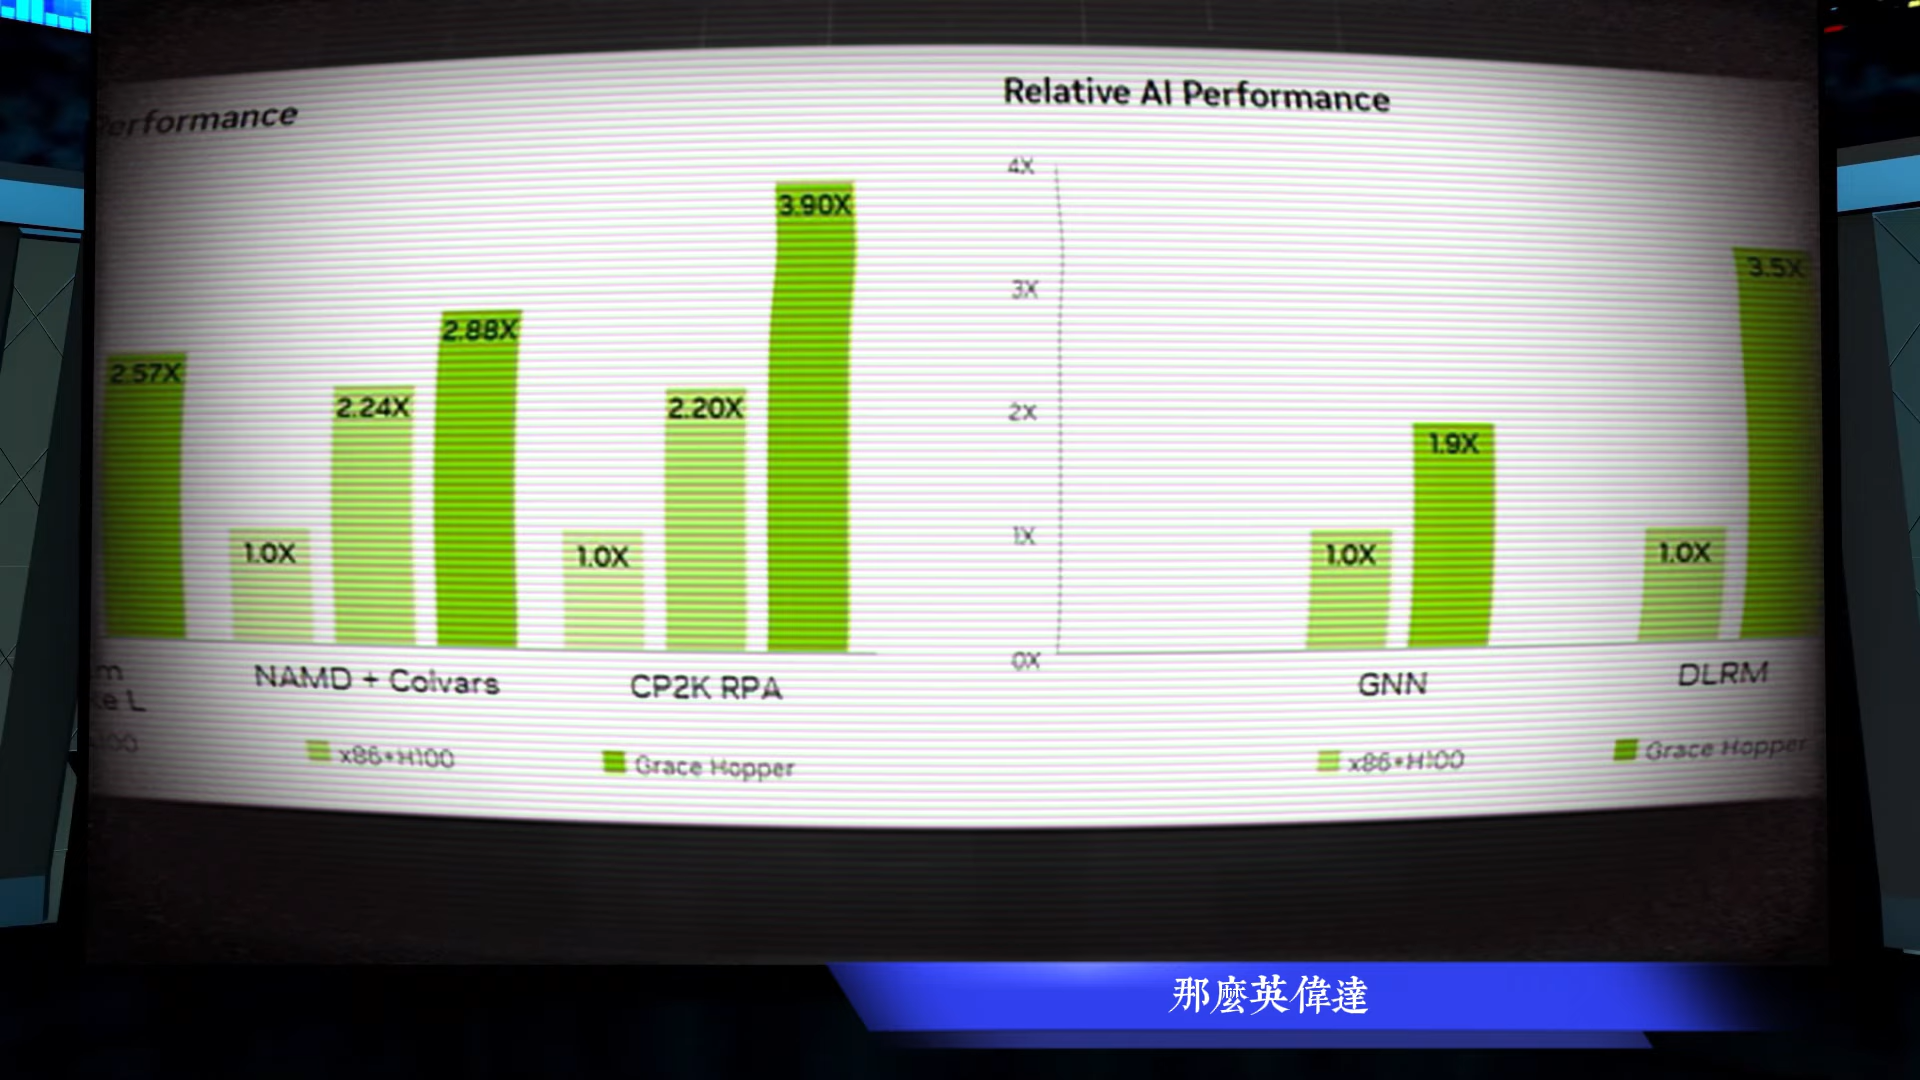 erformance
2.57X
1.0X
2.24X
2.88X
1.0X
2.20X
3.90X
m
NAMD + Colvars
CP2K RPA
e L
100
x86+H100
Grace Hopper
Relative AI Performance
4X
3X
2X
1X
0X
1.0X
1.9X
1.0X
3.5X
GNN
DLRM
x86+H100
Grace Hopper
那麼英偉達